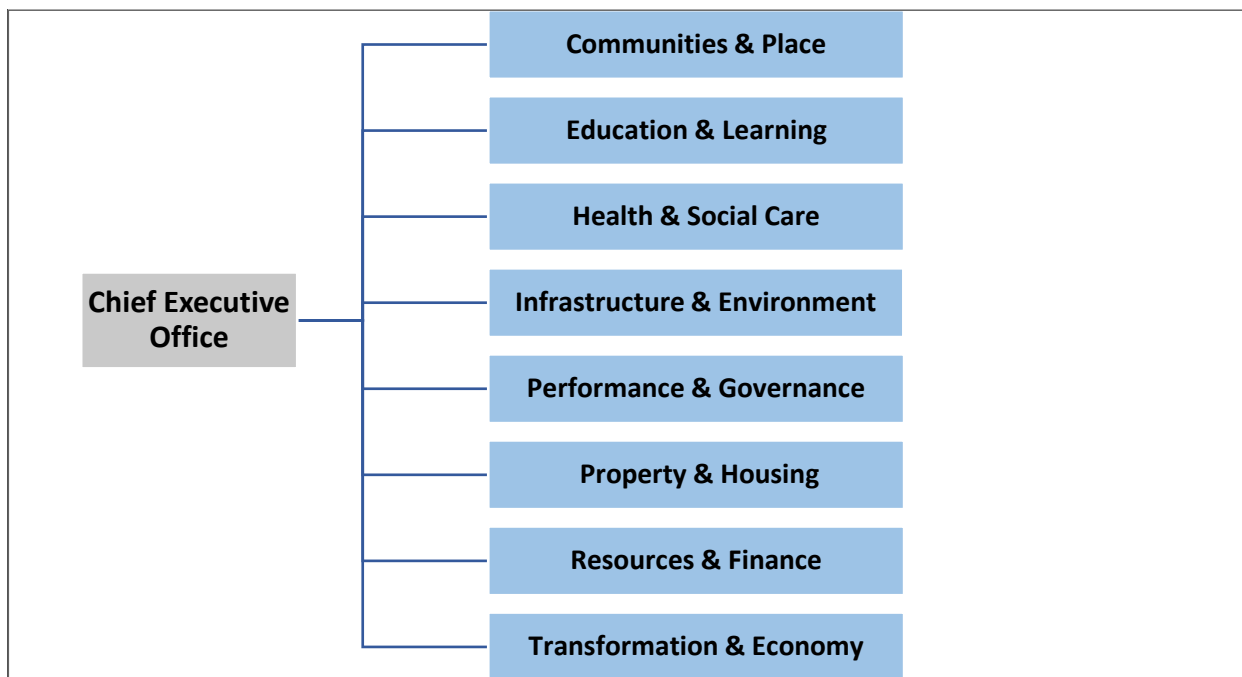 Communities & Place
Education & Learning
Health & Social Care
Infrastructure & Environment
Chief Executive
Office
Performance & Governance
Property & Housing
Resources & Finance
Transformation & Economy